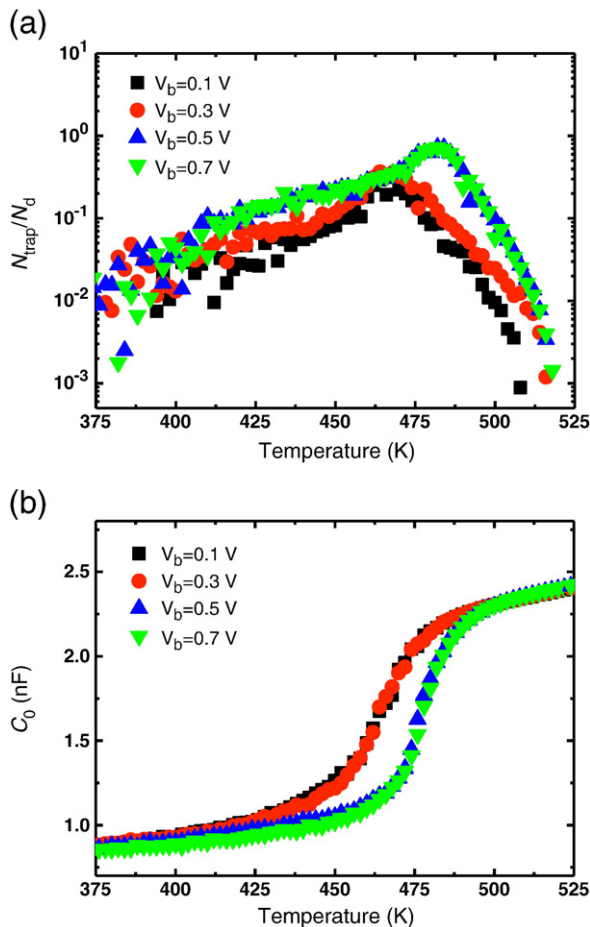 (a)
10^1
10^0
10^-1
10^-2
10^-3
N_trap/N_d
V_b=0.1 V
V_b=0.3 V
V_b=0.5 V
V_b=0.7 V
375 400 425 450 475 500 525
Temperature (K)
(b)
2.5
2.0
1.5
1.0
C_0 (nF)
V_b=0.1 V
V_b=0.3 V
V_b=0.5 V
V_b=0.7 V
375 400 425 450 475 500 525
Temperature (K)